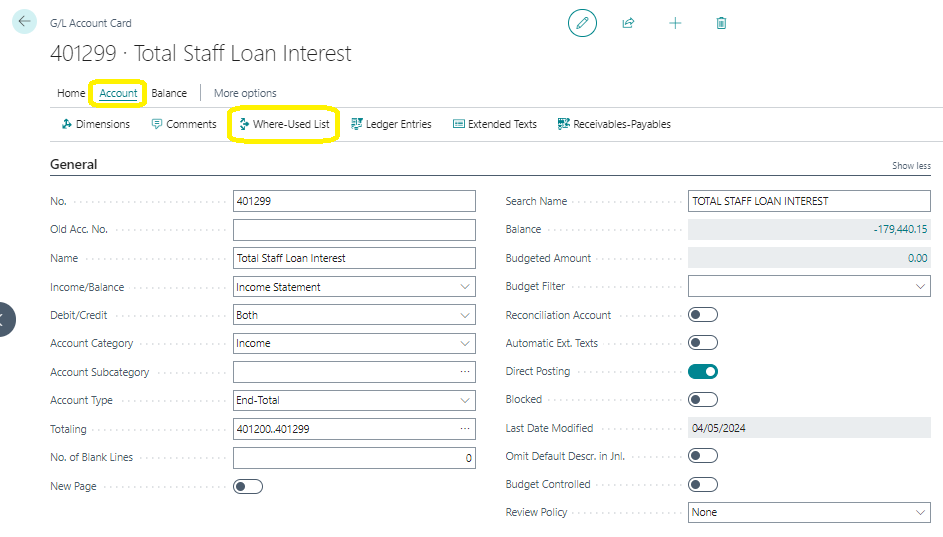 G/L Account Card
401299 · Total Staff Loan Interest
Home Account Balance More options
Dimensions Comments Where-Used List Ledger Entries Extended Texts Receivables-Payables
General Show less
No. 401299
Old Acc. No.
Name Total Staff Loan Interest
Income/Balance Income Statement
Debit/Credit Both
Account Category Income
Account Subcategory ...
Account Type End-Total
Totaling 401200..401299 ...
No. of Blank Lines 0
New Page
Search Name TOTAL STAFF LOAN INTEREST
Balance -179,440.15
Budgeted Amount 0.00
Budget Filter
Reconciliation Account
Automatic Ext. Texts
Direct Posting
Blocked
Last Date Modified 04/05/2024
Omit Default Descr. in Jnl.
Budget Controlled
Review Policy None